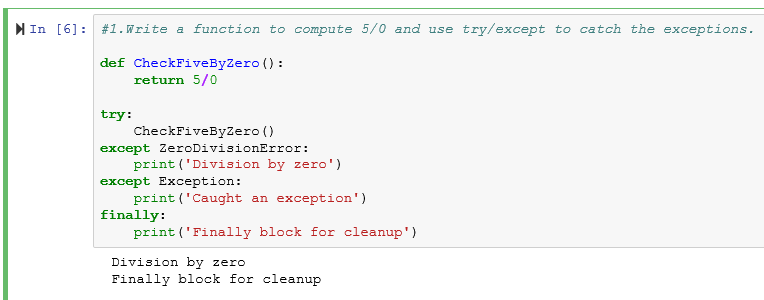 In [6]: #1.Write a function to compute 5/0 and use try/except to catch the exceptions.
def CheckFiveByZero():
    return 5/0
try:
    CheckFiveByZero()
except ZeroDivisionError:
    print('Division by zero')
except Exception:
    print('Caught an exception')
finally:
    print('Finally block for cleanup')
Division by zero
Finally block for cleanup